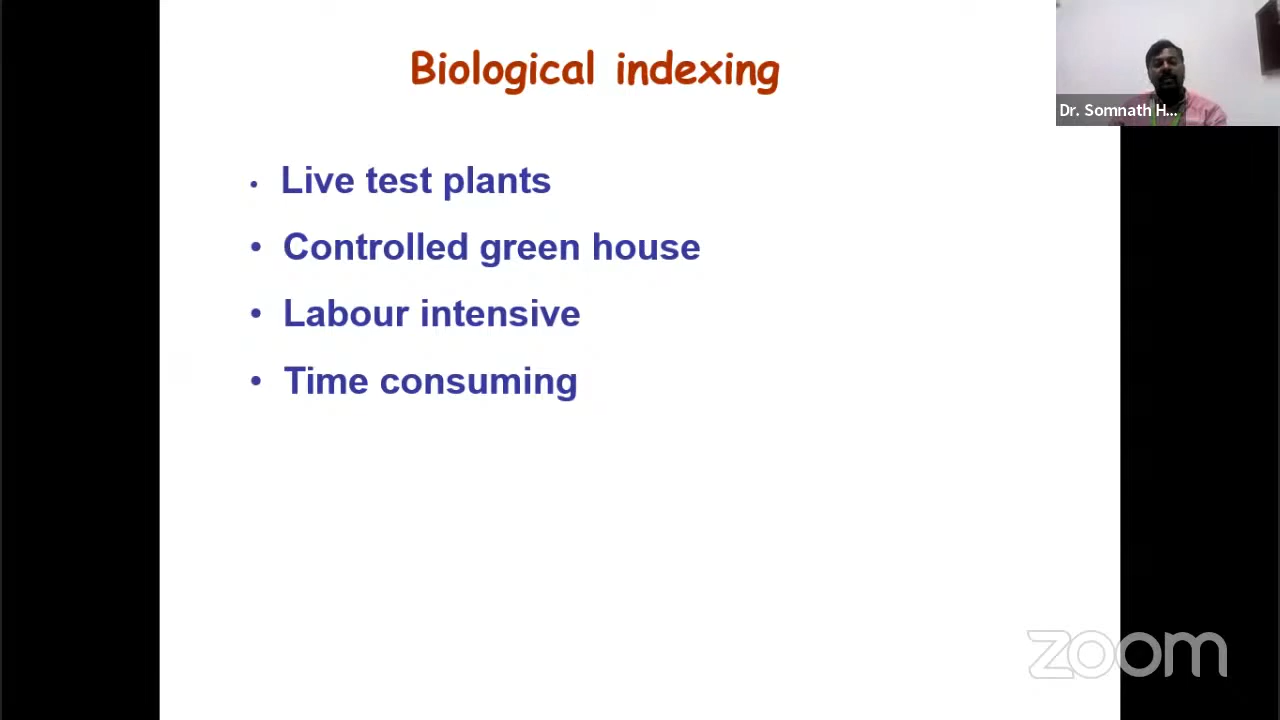 Biological indexing
Dr. Somnath H...
• Live test plants
• Controlled green house
• Labour intensive
• Time consuming
zoom